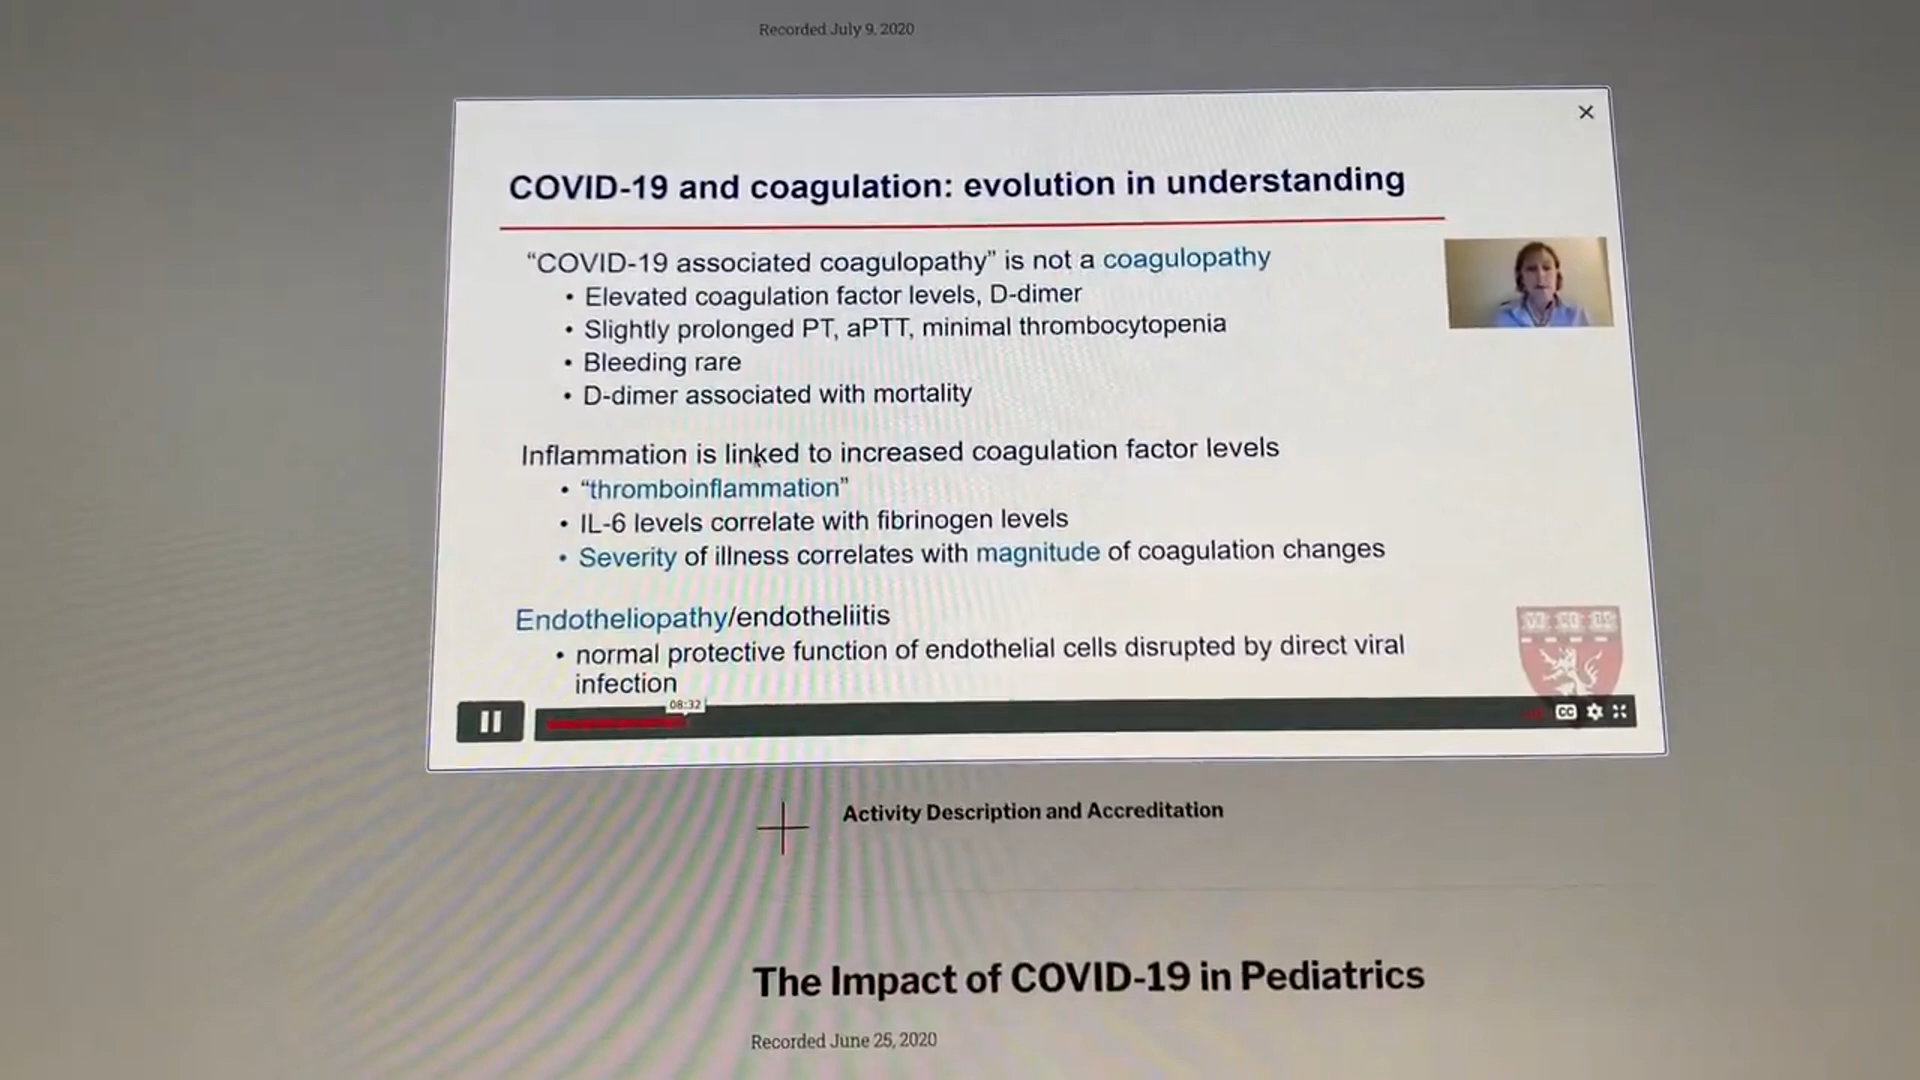 Recorded July 9, 2020
COVID-19 and coagulation: evolution in understanding
“COVID-19 associated coagulopathy” is not a coagulopathy
• Elevated coagulation factor levels, D-dimer
• Slightly prolonged PT, aPTT, minimal thrombocytopenia
• Bleeding rare
• D-dimer associated with mortality
Inflammation is linked to increased coagulation factor levels
• “thromboinflammation”
• IL-6 levels correlate with fibrinogen levels
• Severity of illness correlates with magnitude of coagulation changes
Endotheliopathy/endotheliitis
• normal protective function of endothelial cells disrupted by direct viral
infection
08:32
CC
Activity Description and Accreditation
The Impact of COVID-19 in Pediatrics
Recorded June 25, 2020